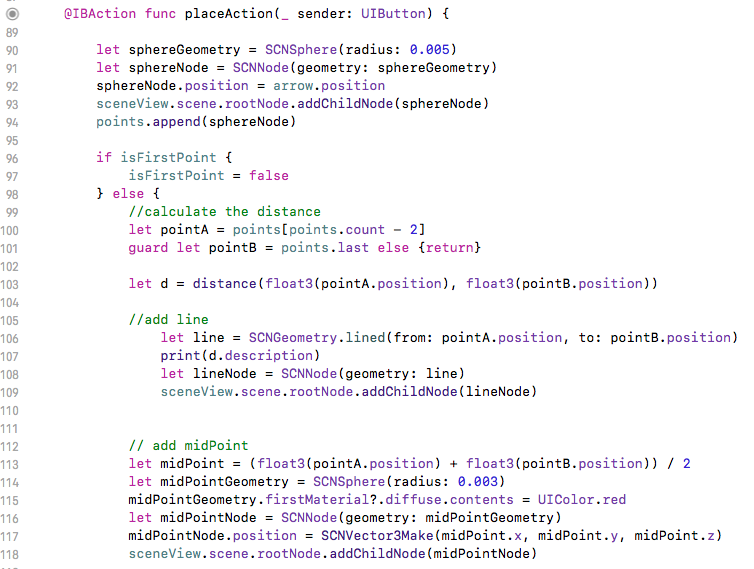 @IBAction func placeAction(_ sender: UIButton) {
89
90 let sphereGeometry = SCNSphere(radius: 0.005)
91 let sphereNode = SCNNode(geometry: sphereGeometry)
92 sphereNode.position = arrow.position
93 sceneView.scene.rootNode.addChildNode(sphereNode)
94 points.append(sphereNode)
95
96 if isFirstPoint {
97 isFirstPoint = false
98 } else {
99 //calculate the distance
100 let pointA = points[points.count - 2]
101 guard let pointB = points.last else {return}
102
103 let d = distance(float3(pointA.position), float3(pointB.position))
104
105 //add line
106 let line = SCNGeometry.lined(from: pointA.position, to: pointB.position)
107 print(d.description)
108 let lineNode = SCNNode(geometry: line)
109 sceneView.scene.rootNode.addChildNode(lineNode)
110
111
112 // add midPoint
113 let midPoint = (float3(pointA.position) + float3(pointB.position)) / 2
114 let midPointGeometry = SCNSphere(radius: 0.003)
115 midPointGeometry.firstMaterial?.diffuse.contents = UIColor.red
116 let midPointNode = SCNNode(geometry: midPointGeometry)
117 midPointNode.position = SCNVector3Make(midPoint.x, midPoint.y, midPoint.z)
118 sceneView.scene.rootNode.addChildNode(midPointNode)